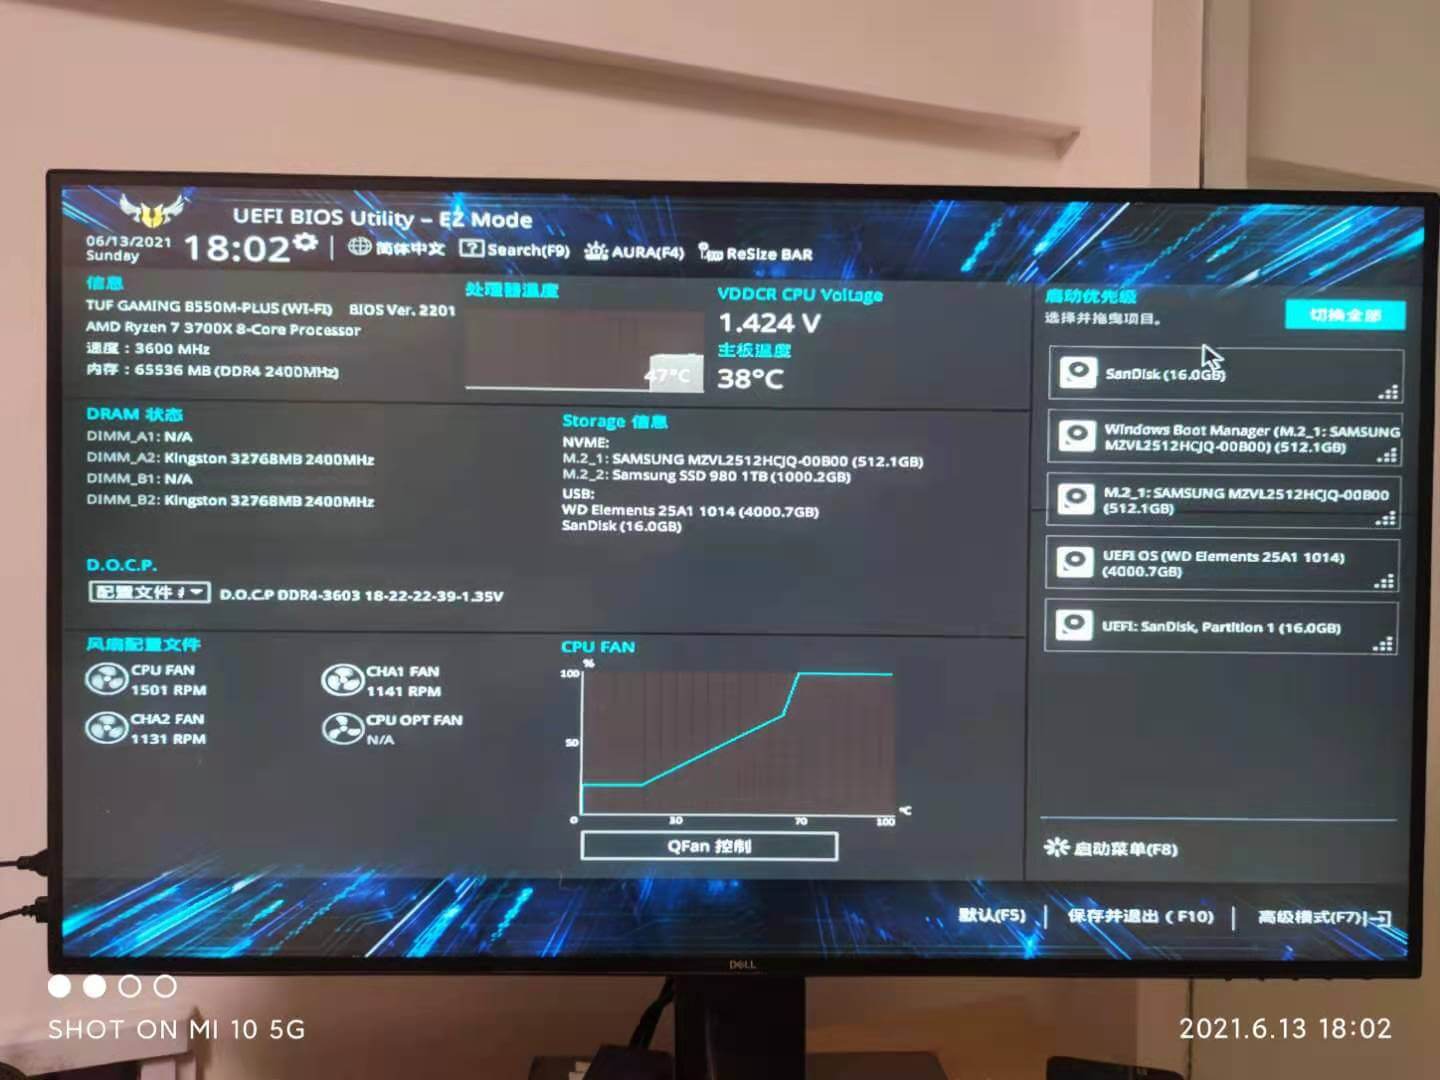 UEFI BIOS Utility – EZ Mode
06/13/2021
Sunday
18:02
简体中文
Search(F9)
AURA(F4)
ReSize BAR
信息
TUF GAMING B550M-PLUS (WI-FI) BIOS Ver. 2201
AMD Ryzen 7 3700X 8-Core Processor
速度：3600 MHz
内存：65536 MB (DDR4 2400MHz)
处理器温度
47°C
VDDCR CPU Voltage
1.424 V
主板温度
38°C
DRAM 状态
DIMM_A1: N/A
DIMM_A2: Kingston 32768MB 2400MHz
DIMM_B1: N/A
DIMM_B2: Kingston 32768MB 2400MHz
Storage 信息
NVME:
M.2_1: SAMSUNG MZVL2512HCJQ-00B00 (512.1GB)
M.2_2: Samsung SSD 980 1TB (1000.2GB)
USB:
WD Elements 25A1 1014 (4000.7GB)
SanDisk (16.0GB)
D.O.C.P.
配置文件
D.O.C.P DDR4-3603 18-22-22-39-1.35V
风扇配置文件
CPU FAN
1501 RPM
CHA1 FAN
1141 RPM
CHA2 FAN
1131 RPM
CPU OPT FAN
N/A
CPU FAN
%
100
50
0
30
70
100
°C
QFan 控制
启动优先级
选择并拖曳项目。
切换全部
SanDisk (16.0GB)
Windows Boot Manager (M.2_1: SAMSUNG
MZVL2512HCJQ-00B00) (512.1GB)
M.2_1: SAMSUNG MZVL2512HCJQ-00B00
(512.1GB)
UEFI OS (WD Elements 25A1 1014)
(4000.7GB)
UEFI: SanDisk, Partition 1 (16.0GB)
启动菜单(F8)
默认(F5)
保存并退出（F10)
高级模式(F7)
DELL
SHOT ON MI 10 5G
2021.6.13 18:02